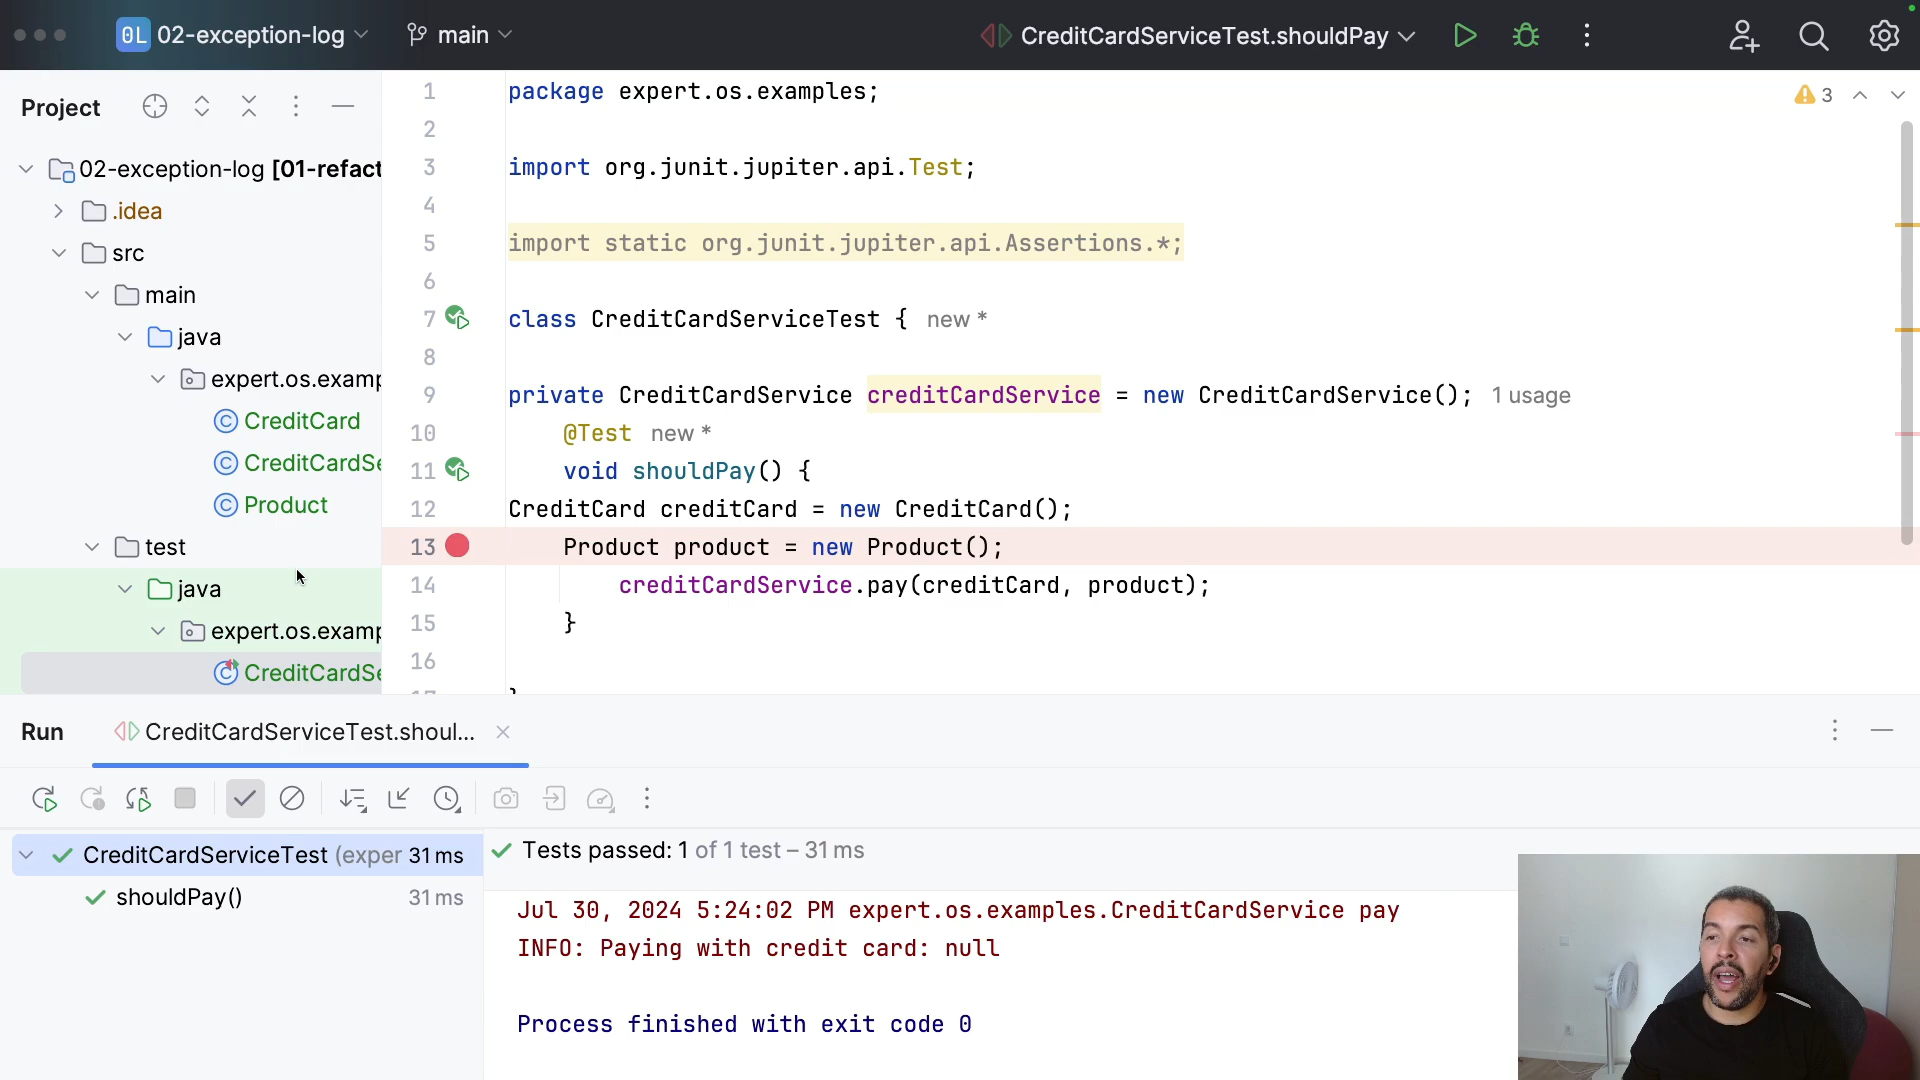 0L 02-exception-log main CreditCardServiceTest.shouldPay
Project
02-exception-log [01-refact
.idea
src
main
java
expert.os.examp
CreditCard
CreditCardSe
Product
test
java
expert.os.examp
CreditCardSe
3
1 package expert.os.examples;
2
3 import org.junit.jupiter.api.Test;
4
5 import static org.junit.jupiter.api.Assertions.*;
6
7 class CreditCardServiceTest { new *
8
9 private CreditCardService creditCardService = new CreditCardService(); 1 usage
10 @Test new *
11 void shouldPay() {
12 CreditCard creditCard = new CreditCard();
13 Product product = new Product();
14 creditCardService.pay(creditCard, product);
15 }
16
Run CreditCardServiceTest.shoul...
CreditCardServiceTest (exper 31 ms
shouldPay() 31 ms
Tests passed: 1 of 1 test – 31 ms
Jul 30, 2024 5:24:02 PM expert.os.examples.CreditCardService pay
INFO: Paying with credit card: null
Process finished with exit code 0